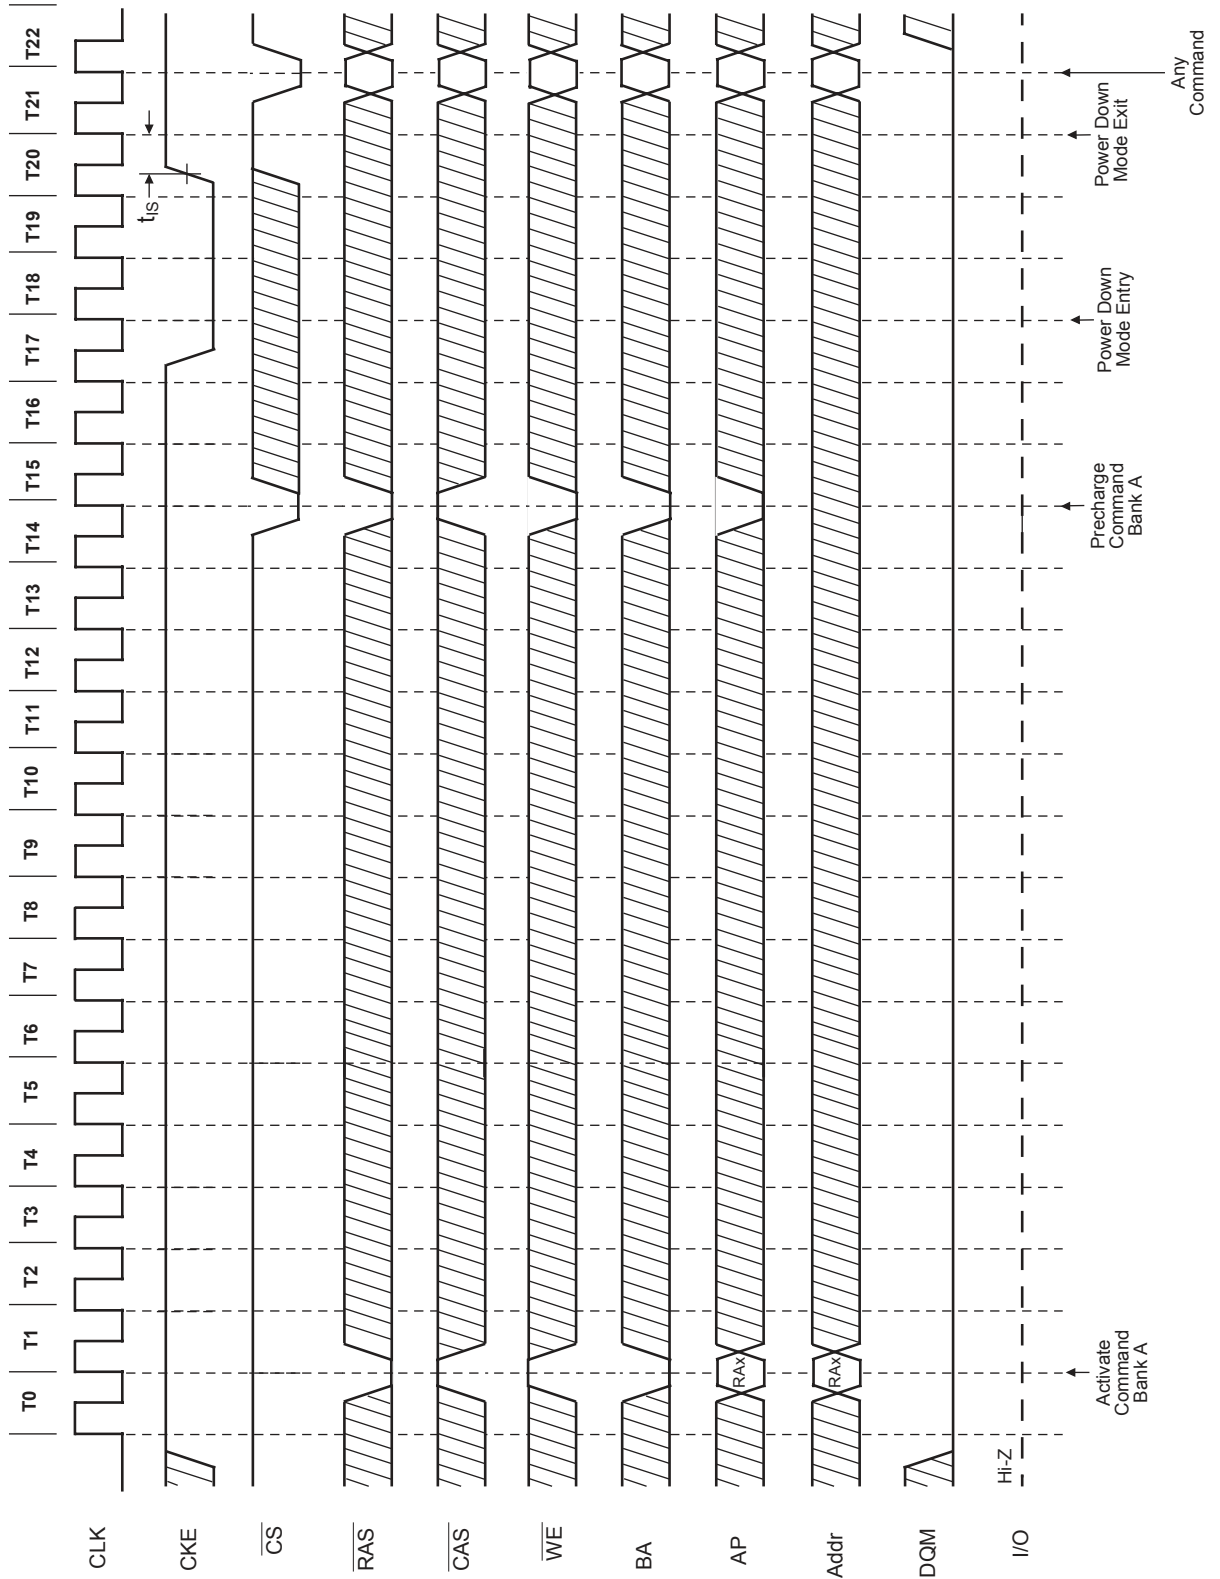 T0 T1 T2 T3 T4 T5 T6 T7 T8 T9 T10 T11 T12 T13 T14 T15 T16 T17 T18 T19 T20 T21 T22
CLK
tIS
CKE
CS
RAS
CAS
WE
BA
AP RAx
Addr RAx
DQM
I/O Hi-Z
Activate
Command
Bank A
Precharge
Command
Bank A
Power Down
Mode Entry
Power Down
Mode Exit
Any
Command